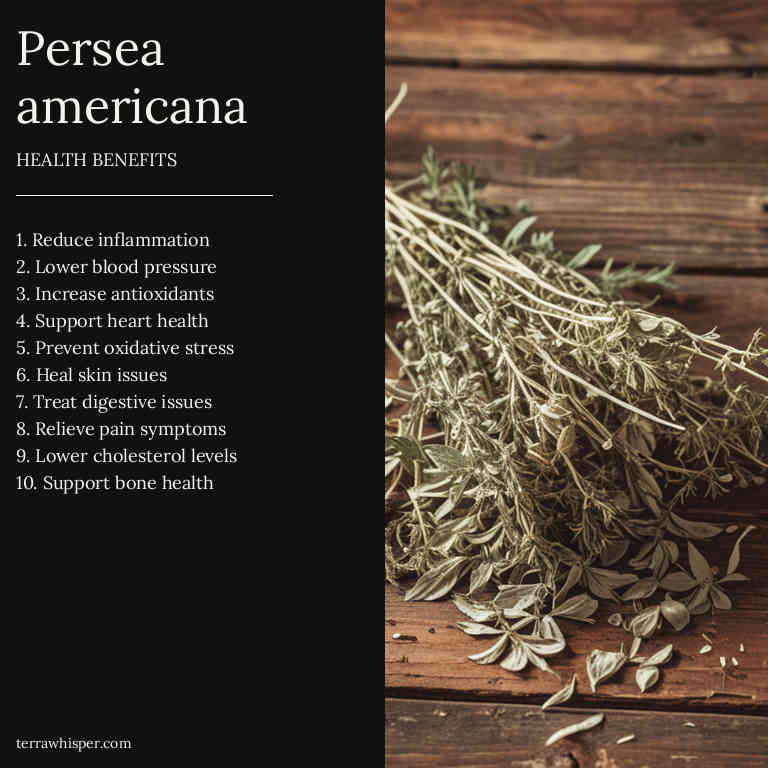 Persea
americana
HEALTH BENEFITS
1. Reduce inflammation
2. Lower blood pressure
3. Increase antioxidants
4. Support heart health
5. Prevent oxidative stress
6. Heal skin issues
7. Treat digestive issues
8. Relieve pain symptoms
9. Lower cholesterol levels
10. Support bone health
terrawhisper.com